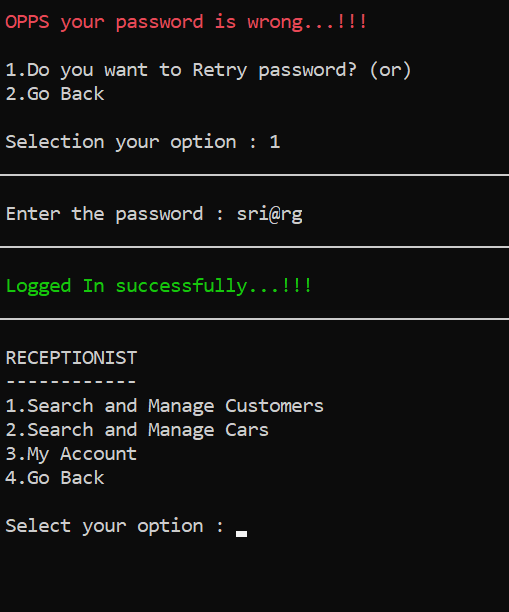 OPPS your password is wrong...!!!
1.Do you want to Retry password? (or)
2.Go Back
Selection your option : 1
Enter the password : sri@rg
Logged In successfully...!!!
RECEPTIONIST
------------
1.Search and Manage Customers
2.Search and Manage Cars
3.My Account
4.Go Back
Select your option :